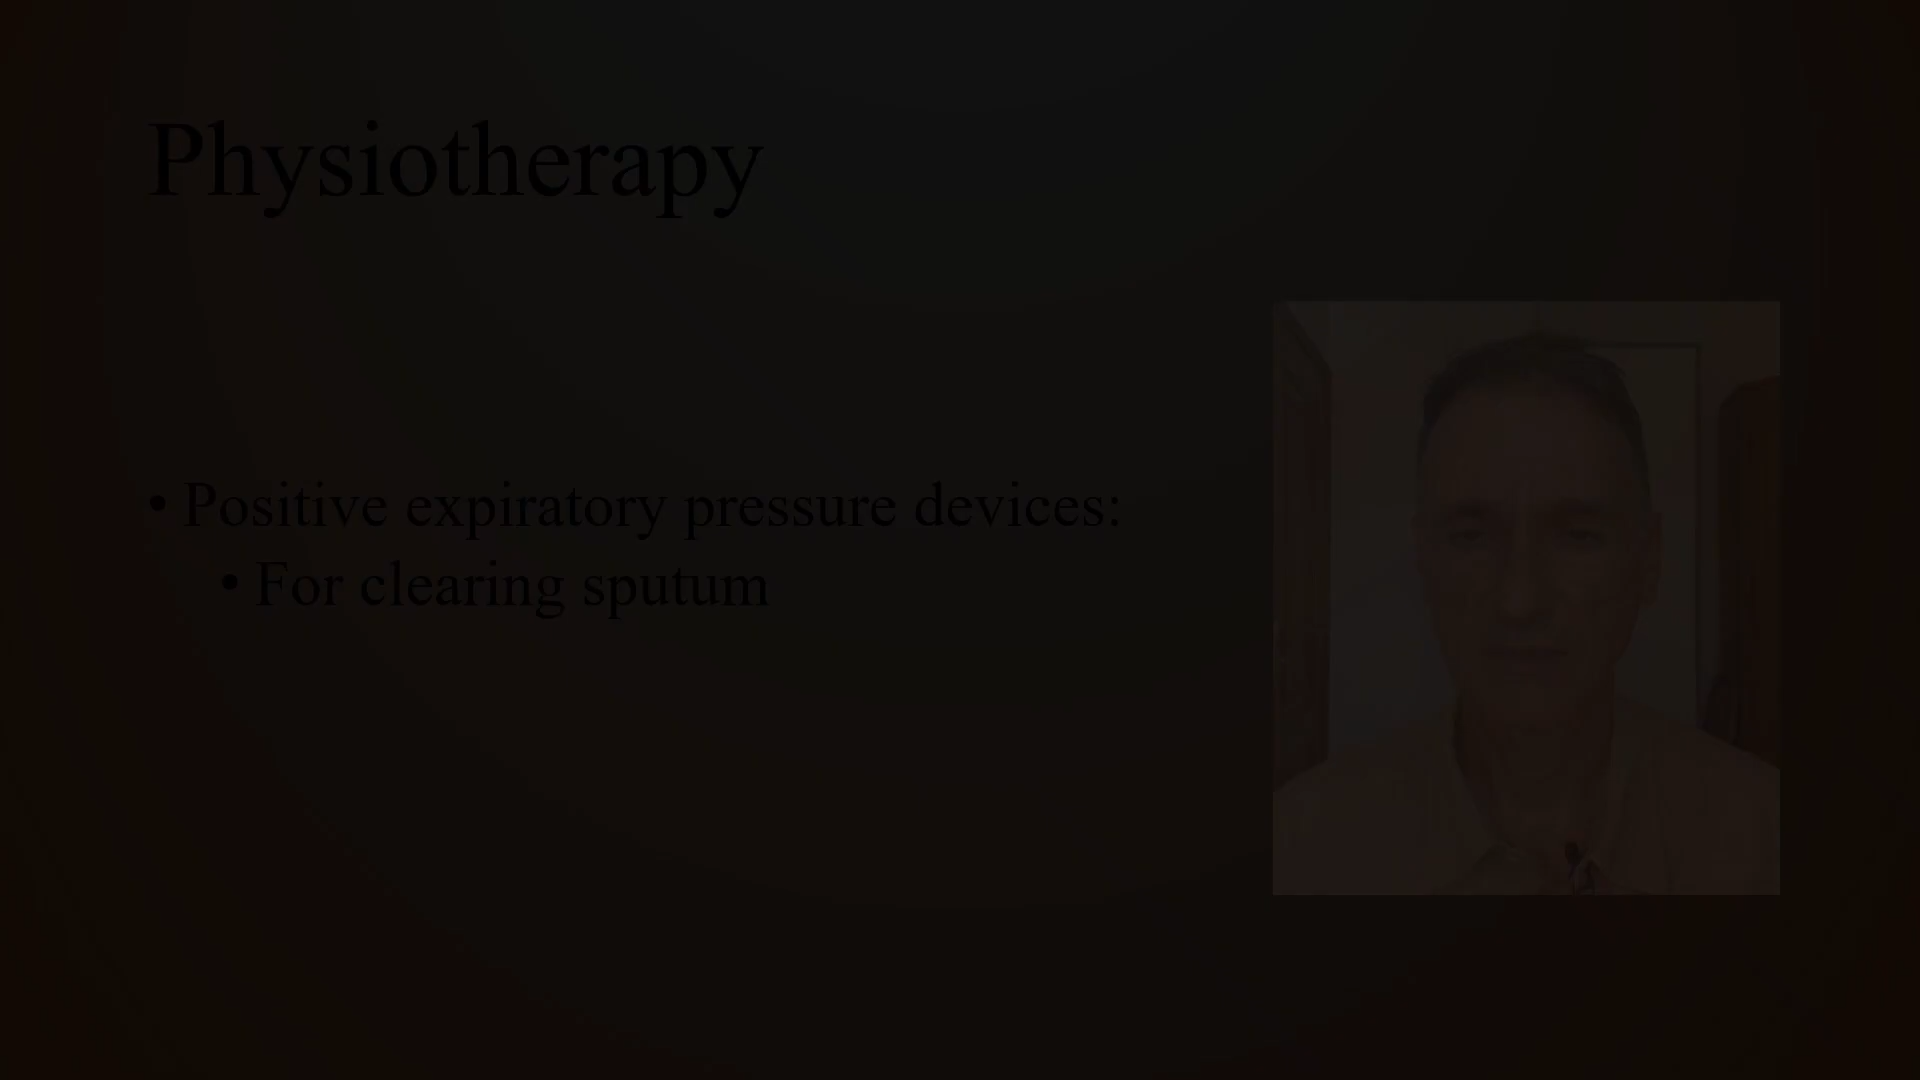 Physiotherapy
• Positive expiratory pressure devices:
• For clearing sputum